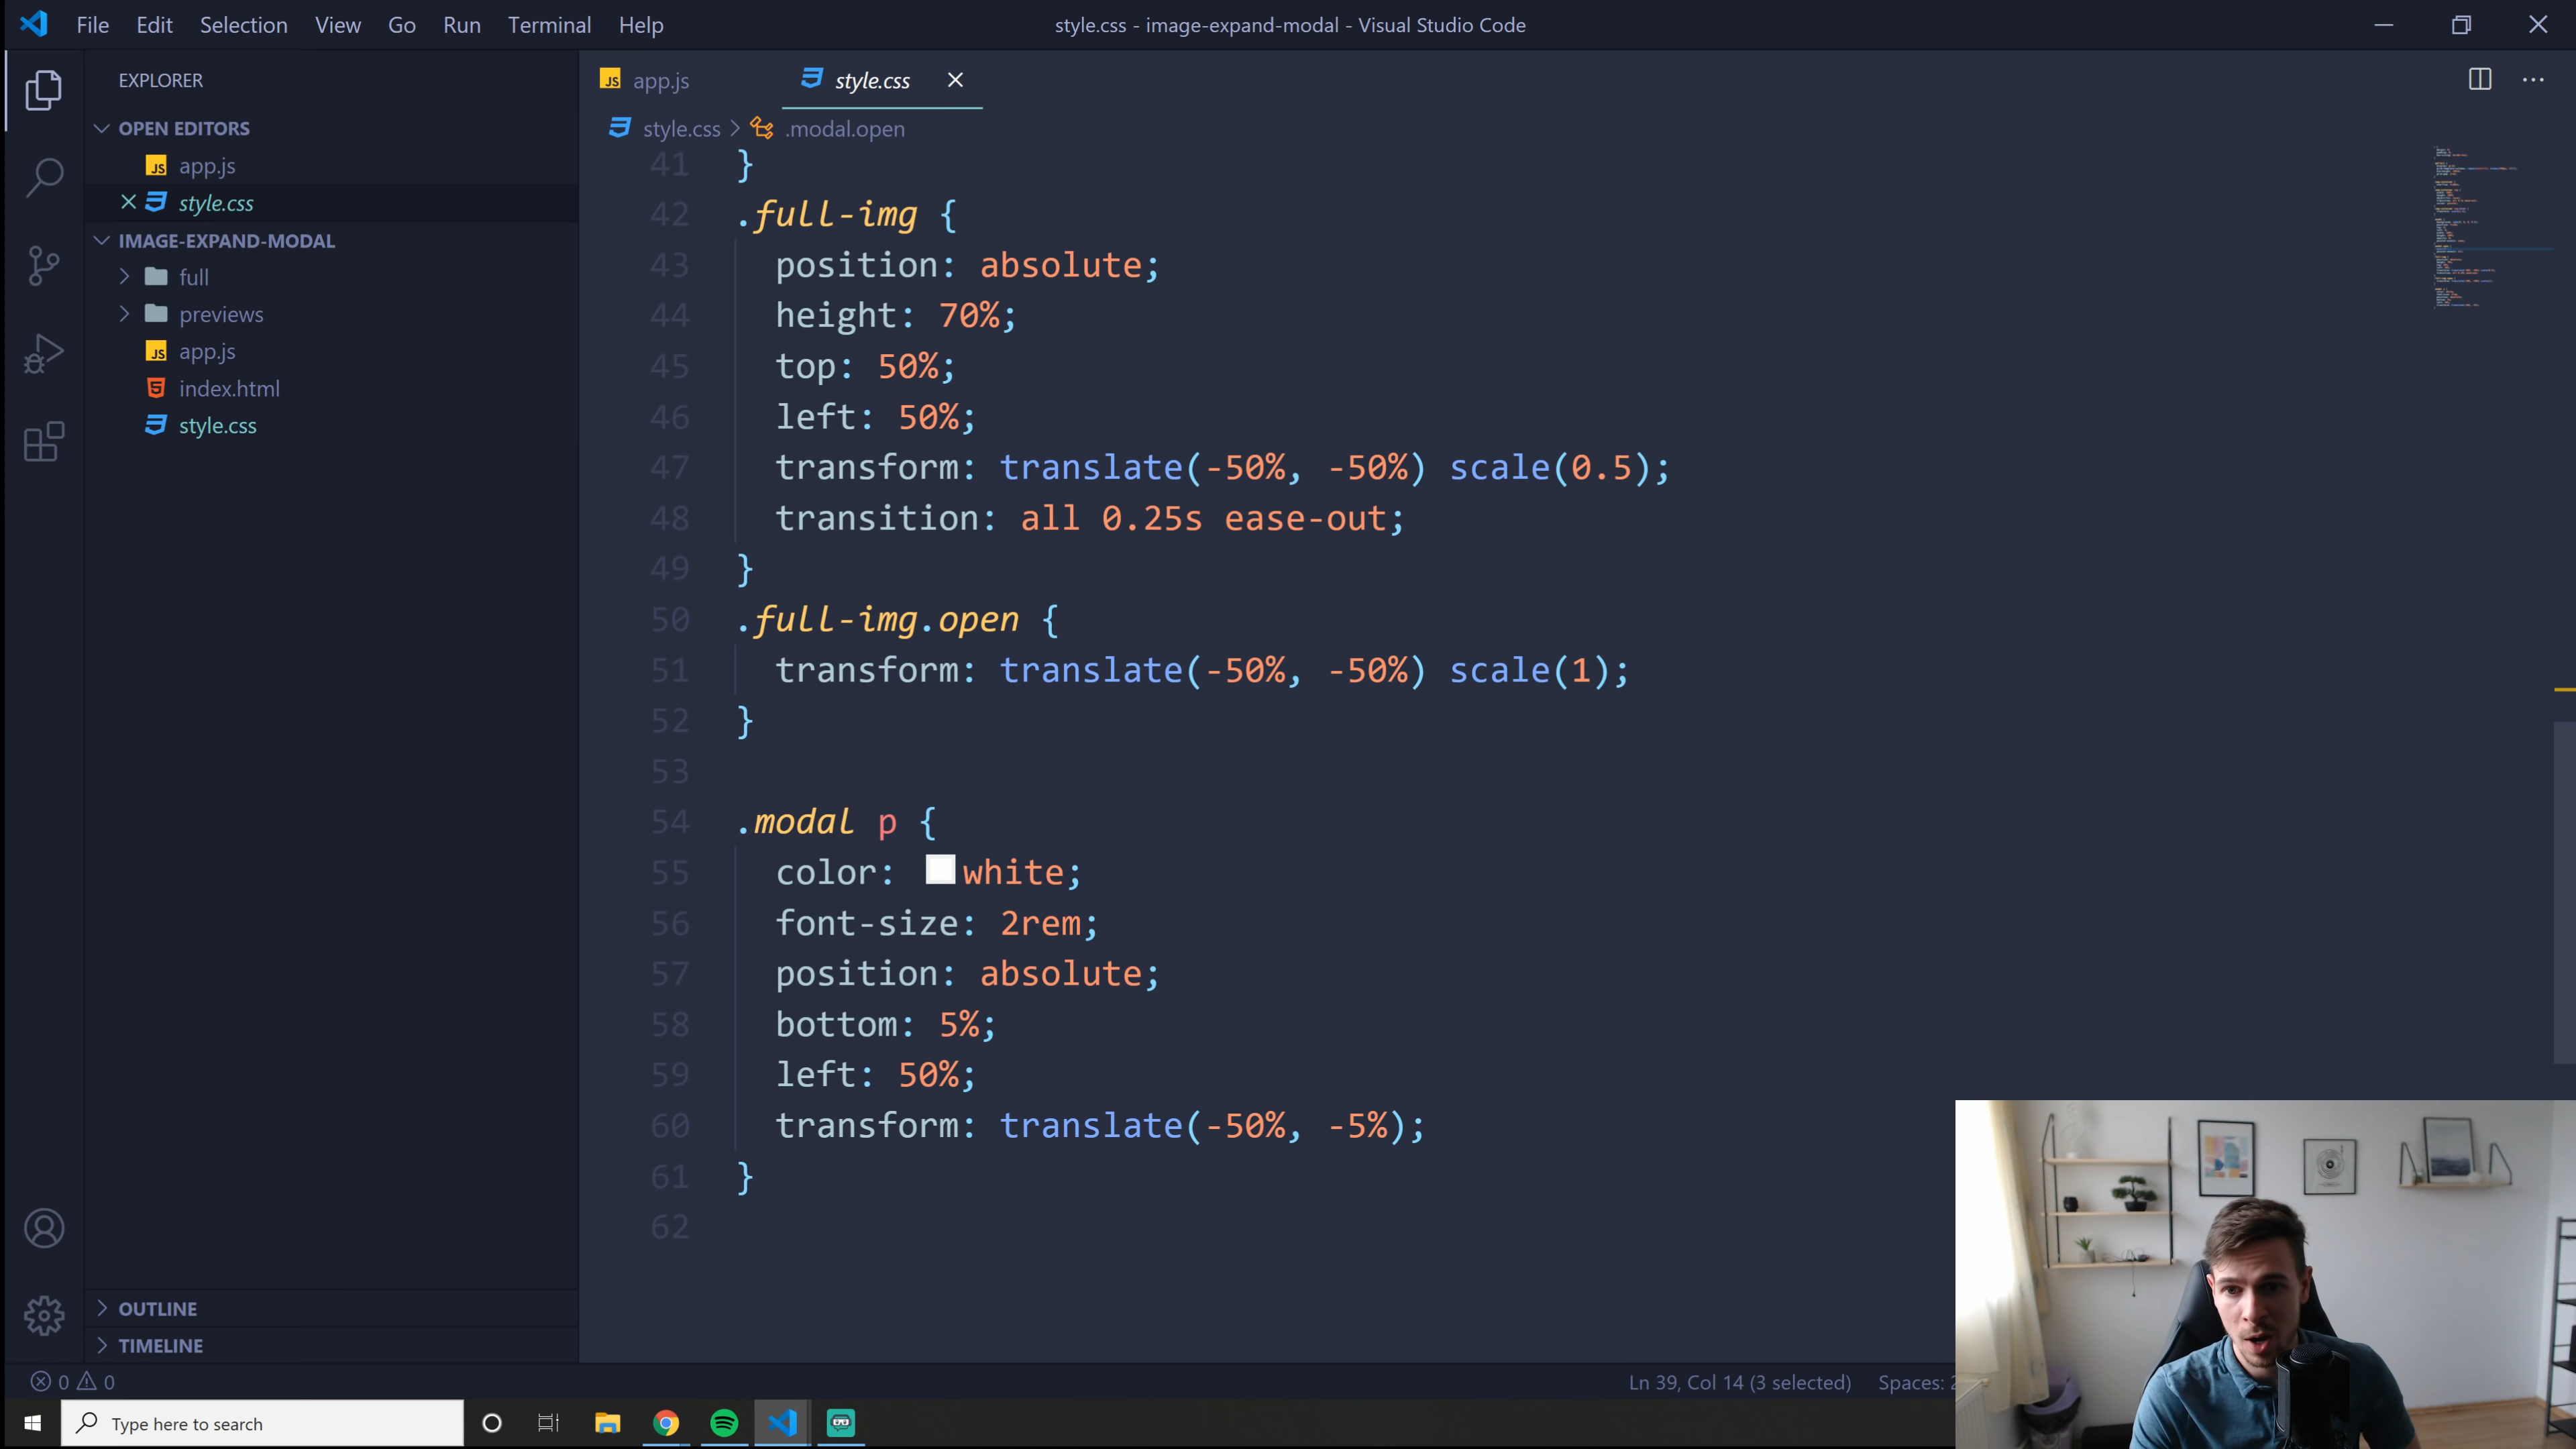 File Edit Selection View Go Run Terminal Help
style.css - image-expand-modal - Visual Studio Code
EXPLORER
OPEN EDITORS
JS app.js
style.css
IMAGE-EXPAND-MODAL
full
previews
JS app.js
index.html
style.css
OUTLINE
TIMELINE
JS app.js
style.css
style.css > .modal.open
41 }
42 .full-img {
43 position: absolute;
44 height: 70%;
45 top: 50%;
46 left: 50%;
47 transform: translate(-50%, -50%) scale(0.5);
48 transition: all 0.25s ease-out;
49 }
50 .full-img.open {
51 transform: translate(-50%, -50%) scale(1);
52 }
53
54 .modal p {
55 color: white;
56 font-size: 2rem;
57 position: absolute;
58 bottom: 5%;
59 left: 50%;
60 transform: translate(-50%, -5%);
61 }
62
0 0
Ln 39, Col 14 (3 selected) Spaces:
Type here to search